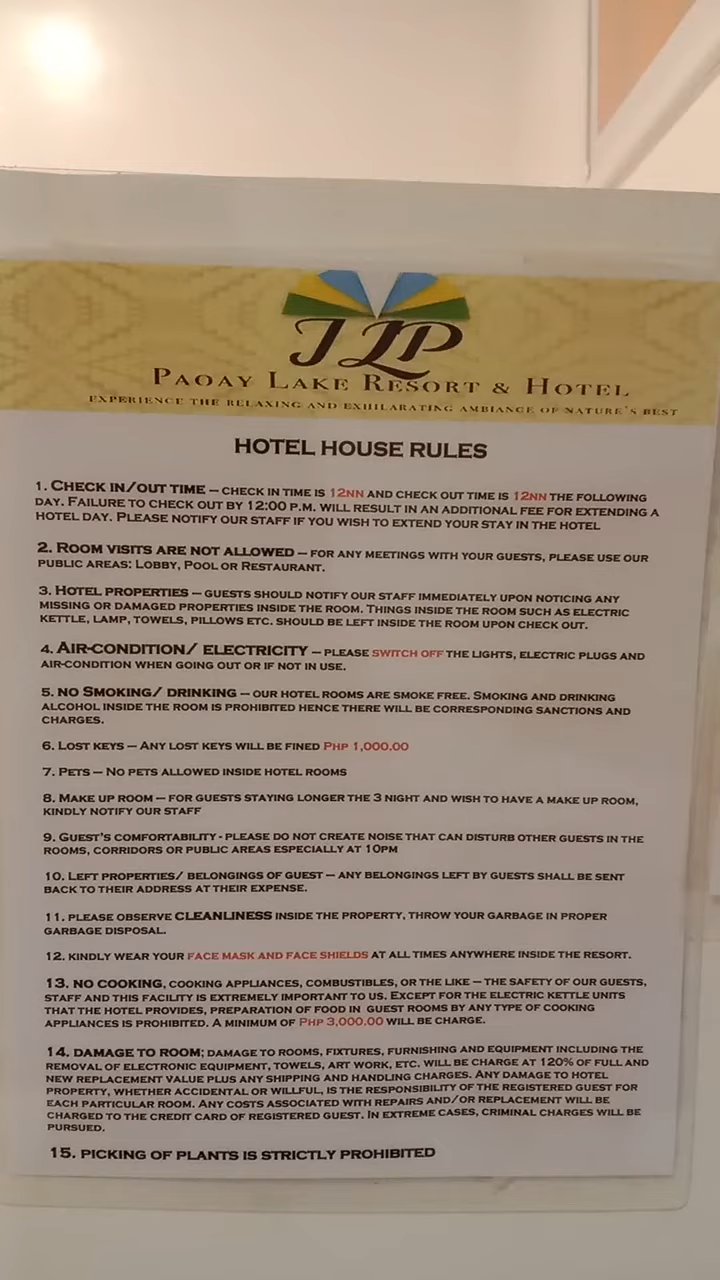 JLP
PAOAY LAKE RESORT & HOTEL
EXPERIENCE THE RELAXING AND EXHILARATING AMBIANCE OF NATURE'S BEST
HOTEL HOUSE RULES
1. CHECK IN/OUT TIME – CHECK IN TIME IS 12NN AND CHECK OUT TIME IS 12NN THE FOLLOWING
DAY. FAILURE TO CHECK OUT BY 12:00 P.M. WILL RESULT IN AN ADDITIONAL FEE FOR EXTENDING A
HOTEL DAY. PLEASE NOTIFY OUR STAFF IF YOU WISH TO EXTEND YOUR STAY IN THE HOTEL
2. ROOM VISITS ARE NOT ALLOWED – FOR ANY MEETINGS WITH YOUR GUESTS, PLEASE USE OUR
PUBLIC AREAS: LOBBY, POOL OR RESTAURANT.
3. HOTEL PROPERTIES – GUESTS SHOULD NOTIFY OUR STAFF IMMEDIATELY UPON NOTICING ANY
MISSING OR DAMAGED PROPERTIES INSIDE THE ROOM. THINGS INSIDE THE ROOM SUCH AS ELECTRIC
KETTLE, LAMP, TOWELS, PILLOWS ETC. SHOULD BE LEFT INSIDE THE ROOM UPON CHECK OUT.
4. AIR-CONDITION/ ELECTRICITY – PLEASE SWITCH OFF THE LIGHTS, ELECTRIC PLUGS AND
AIR-CONDITION WHEN GOING OUT OR IF NOT IN USE.
5. NO SMOKING/ DRINKING – OUR HOTEL ROOMS ARE SMOKE FREE. SMOKING AND DRINKING
ALCOHOL INSIDE THE ROOM IS PROHIBITED HENCE THERE WILL BE CORRESPONDING SANCTIONS AND
CHARGES.
6. LOST KEYS – ANY LOST KEYS WILL BE FINED PHP 1,000.00
7. PETS – NO PETS ALLOWED INSIDE HOTEL ROOMS
8. MAKE UP ROOM – FOR GUESTS STAYING LONGER THE 3 NIGHT AND WISH TO HAVE A MAKE UP ROOM,
KINDLY NOTIFY OUR STAFF
9. GUEST'S COMFORTABILITY - PLEASE DO NOT CREATE NOISE THAT CAN DISTURB OTHER GUESTS IN THE
ROOMS, CORRIDORS OR PUBLIC AREAS ESPECIALLY AT 10PM
10. LEFT PROPERTIES/ BELONGINGS OF GUEST – ANY BELONGINGS LEFT BY GUESTS SHALL BE SENT
BACK TO THEIR ADDRESS AT THEIR EXPENSE.
11. PLEASE OBSERVE CLEANLINESS INSIDE THE PROPERTY, THROW YOUR GARBAGE IN PROPER
GARBAGE DISPOSAL.
12. KINDLY WEAR YOUR FACE MASK AND FACE SHIELDS AT ALL TIMES ANYWHERE INSIDE THE RESORT.
13. NO COOKING, COOKING APPLIANCES, COMBUSTIBLES, OR THE LIKE – THE SAFETY OF OUR GUESTS,
STAFF AND THIS FACILITY IS EXTREMELY IMPORTANT TO US. EXCEPT FOR THE ELECTRIC KETTLE UNITS
THAT THE HOTEL PROVIDES, PREPARATION OF FOOD IN GUEST ROOMS BY ANY TYPE OF COOKING
APPLIANCES IS PROHIBITED. A MINIMUM OF PHP 3,000.00 WILL BE CHARGE.
14. DAMAGE TO ROOM; DAMAGE TO ROOMS, FIXTURES, FURNISHING AND EQUIPMENT INCLUDING THE
REMOVAL OF ELECTRONIC EQUIPMENT, TOWELS, ART WORK, ETC. WILL BE CHARGE AT 120% OF FULL AND
NEW REPLACEMENT VALUE PLUS ANY SHIPPING AND HANDLING CHARGES. ANY DAMAGE TO HOTEL
PROPERTY, WHETHER ACCIDENTAL OR WILLFUL, IS THE RESPONSIBILITY OF THE REGISTERED GUEST FOR
EACH PARTICULAR ROOM. ANY COSTS ASSOCIATED WITH REPAIRS AND/OR REPLACEMENT WILL BE
CHARGED TO THE CREDIT CARD OF REGISTERED GUEST. IN EXTREME CASES, CRIMINAL CHARGES WILL BE
PURSUED.
15. PICKING OF PLANTS IS STRICTLY PROHIBITED